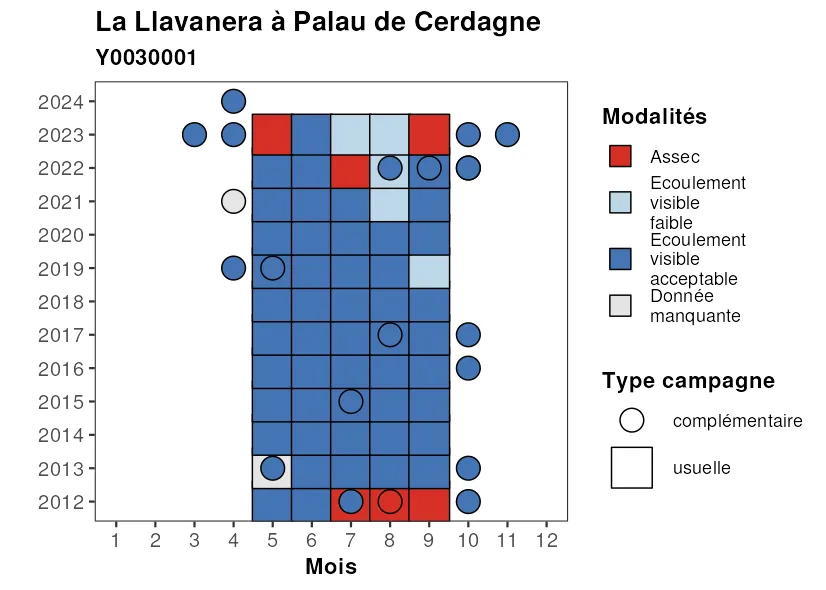 La Llavanera à Palau de Cerdagne
Y0030001
2024
2023
2022
2021
2020
2019
2018
2017
2016
2015
2014
2013
2012
1 2 3 4 5 6 7 8 9 10 11 12
Mois
Modalités
Assec
Ecoulement
visible
faible
Ecoulement
visible
acceptable
Donnée
manquante
Type campagne
complémentaire
usuelle